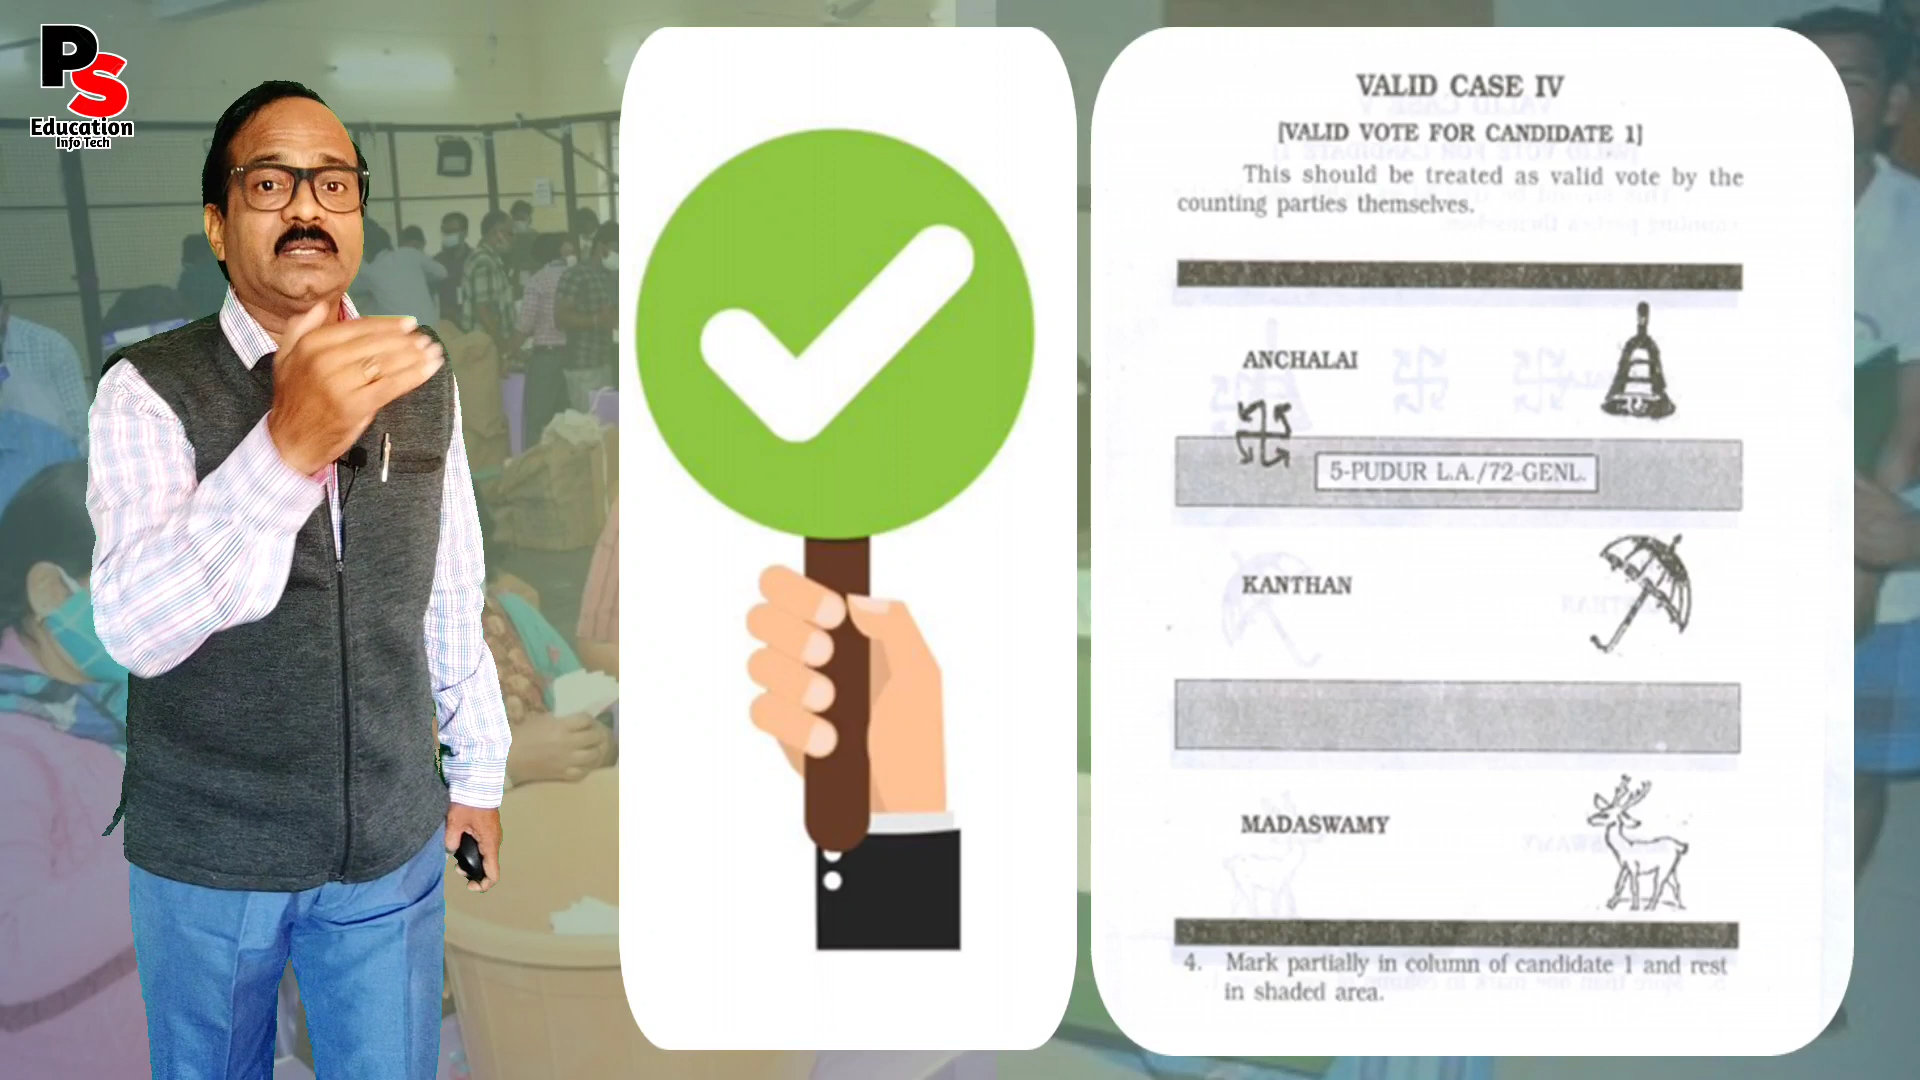 PS
Education
Info Tech
VALID CASE IV
[VALID VOTE FOR CANDIDATE 1]
This should be treated as valid vote by the
counting parties themselves.
ANCHALAI
5-PUDUR L.A./72-GENL.
KANTHAN
MADASWAMY
4. Mark partially in column of candidate 1 and rest
in shaded area.